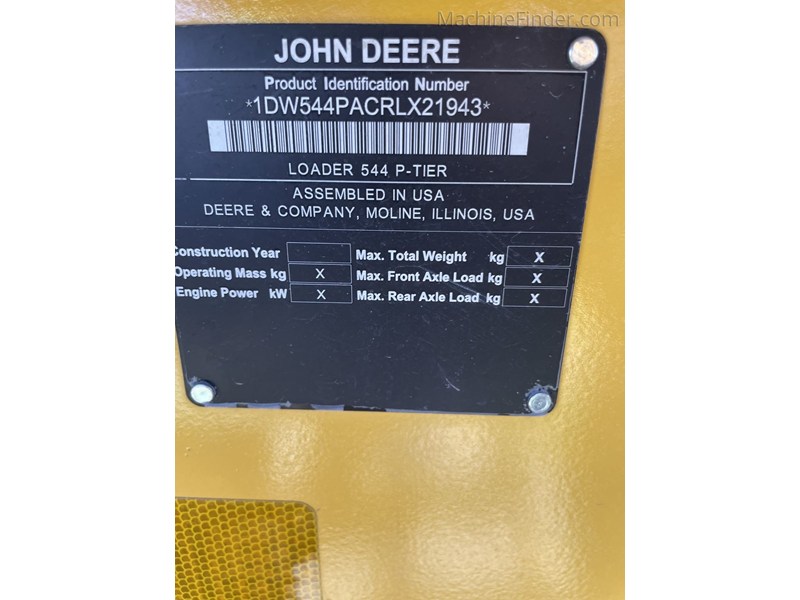 MachineFinder.com
JOHN DEERE
Product Identification Number
*1DW544PACRLX21943*
LOADER 544 P-TIER
ASSEMBLED IN USA
DEERE & COMPANY, MOLINE, ILLINOIS, USA
Construction Year Max. Total Weight kg X
Operating Mass kg X Max. Front Axle Load kg X
Engine Power kW X Max. Rear Axle Load kg X